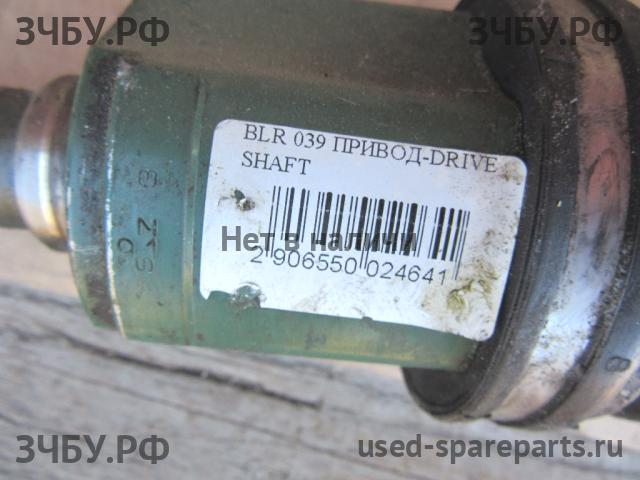 ЗЧБУ.РФ
ЗЧБУ.РФ
BLR 039 ПРИВОД-DRIVE
SHAFT
Нет в наличии
2 906550 024641
ЗЧБУ.РФ
used-spareparts.ru